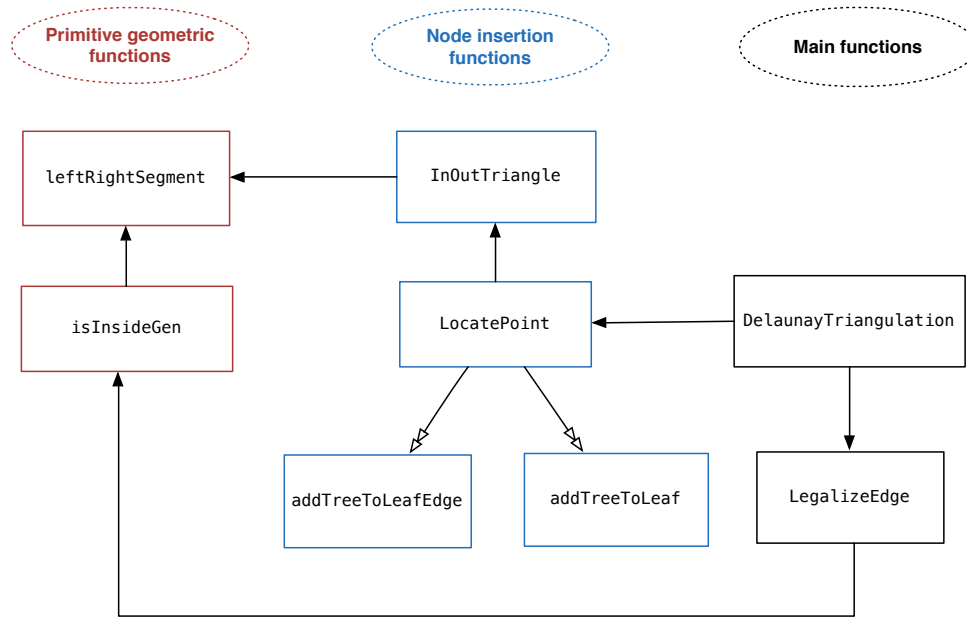 Primitive geometric
functions
Node insertion
functions
Main functions
leftRightSegment
InOutTriangle
isInsideGen
LocatePoint
DelaunayTriangulation
addTreeToLeafEdge
addTreeToLeaf
LegalizeEdge